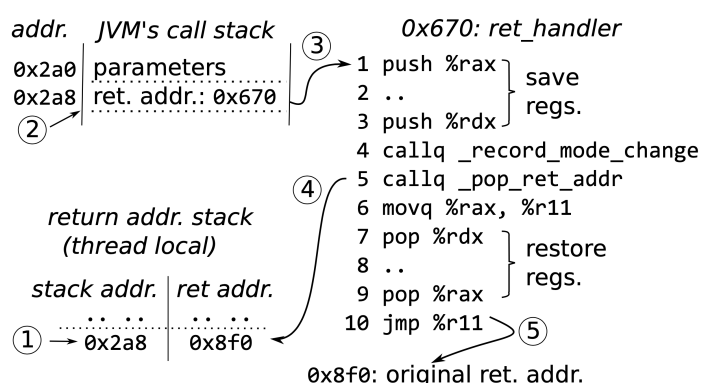 addr. JVM's call stack
0x2a0 parameters
0x2a8 ret. addr.: 0x670
②
③
0x670: ret_handler
1 push %rax
2 ..
3 push %rdx
save
regs.
4 callq _record_mode_change
5 callq _pop_ret_addr
6 movq %rax, %r11
7 pop %rdx
8 ..
9 pop %rax
restore
regs.
10 jmp %r11
④
return addr. stack
(thread local)
stack addr. ret addr.
.. .. .. ..
① 0x2a8 0x8f0
⑤
0x8f0: original ret. addr.